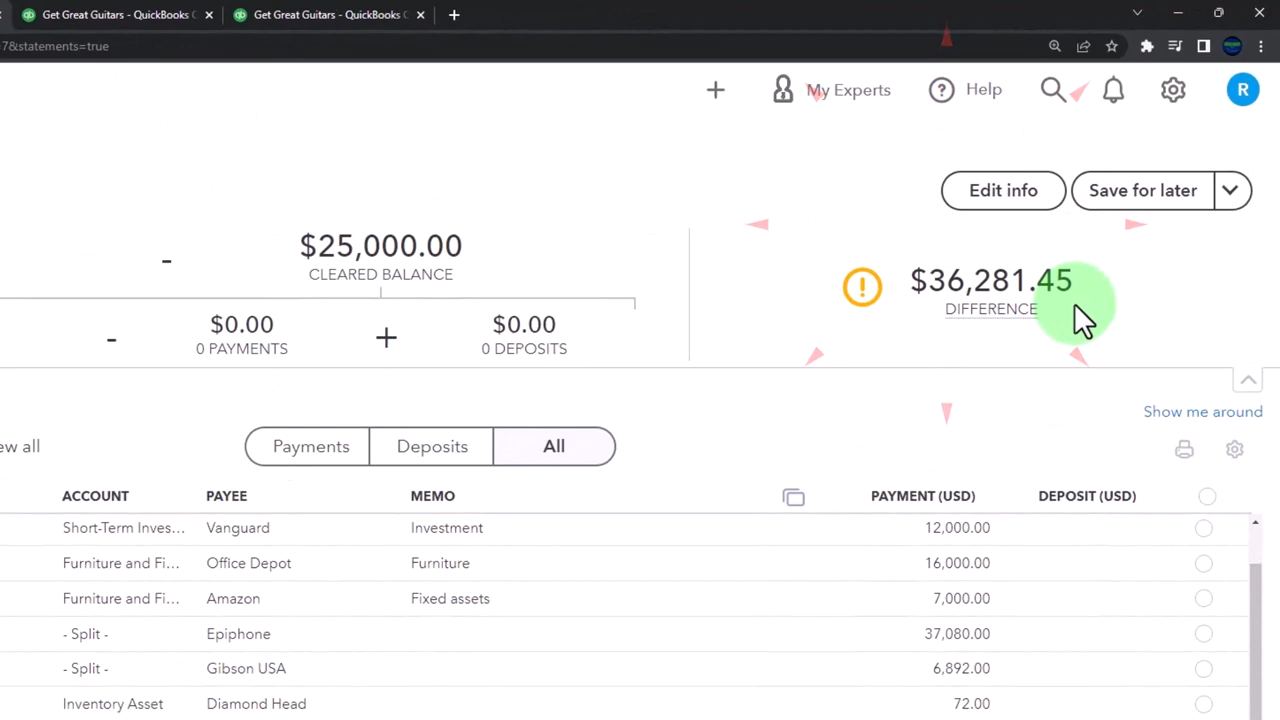 Get Great Guitars - QuickBooks C
Get Great Guitars - QuickBooks C
=7&statements=true
My Experts
Help
R
Edit info
Save for later
- $25,000.00
CLEARED BALANCE
$36,281.45
DIFFERENCE
- $0.00 + $0.00
0 PAYMENTS 0 DEPOSITS
Show me around
ew all
Payments Deposits All
ACCOUNT PAYEE MEMO PAYMENT (USD) DEPOSIT (USD)
Short-Term Inves... Vanguard Investment 12,000.00
Furniture and Fi... Office Depot Furniture 16,000.00
Furniture and Fi... Amazon Fixed assets 7,000.00
- Split - Epiphone 37,080.00
- Split - Gibson USA 6,892.00
Inventory Asset Diamond Head 72.00